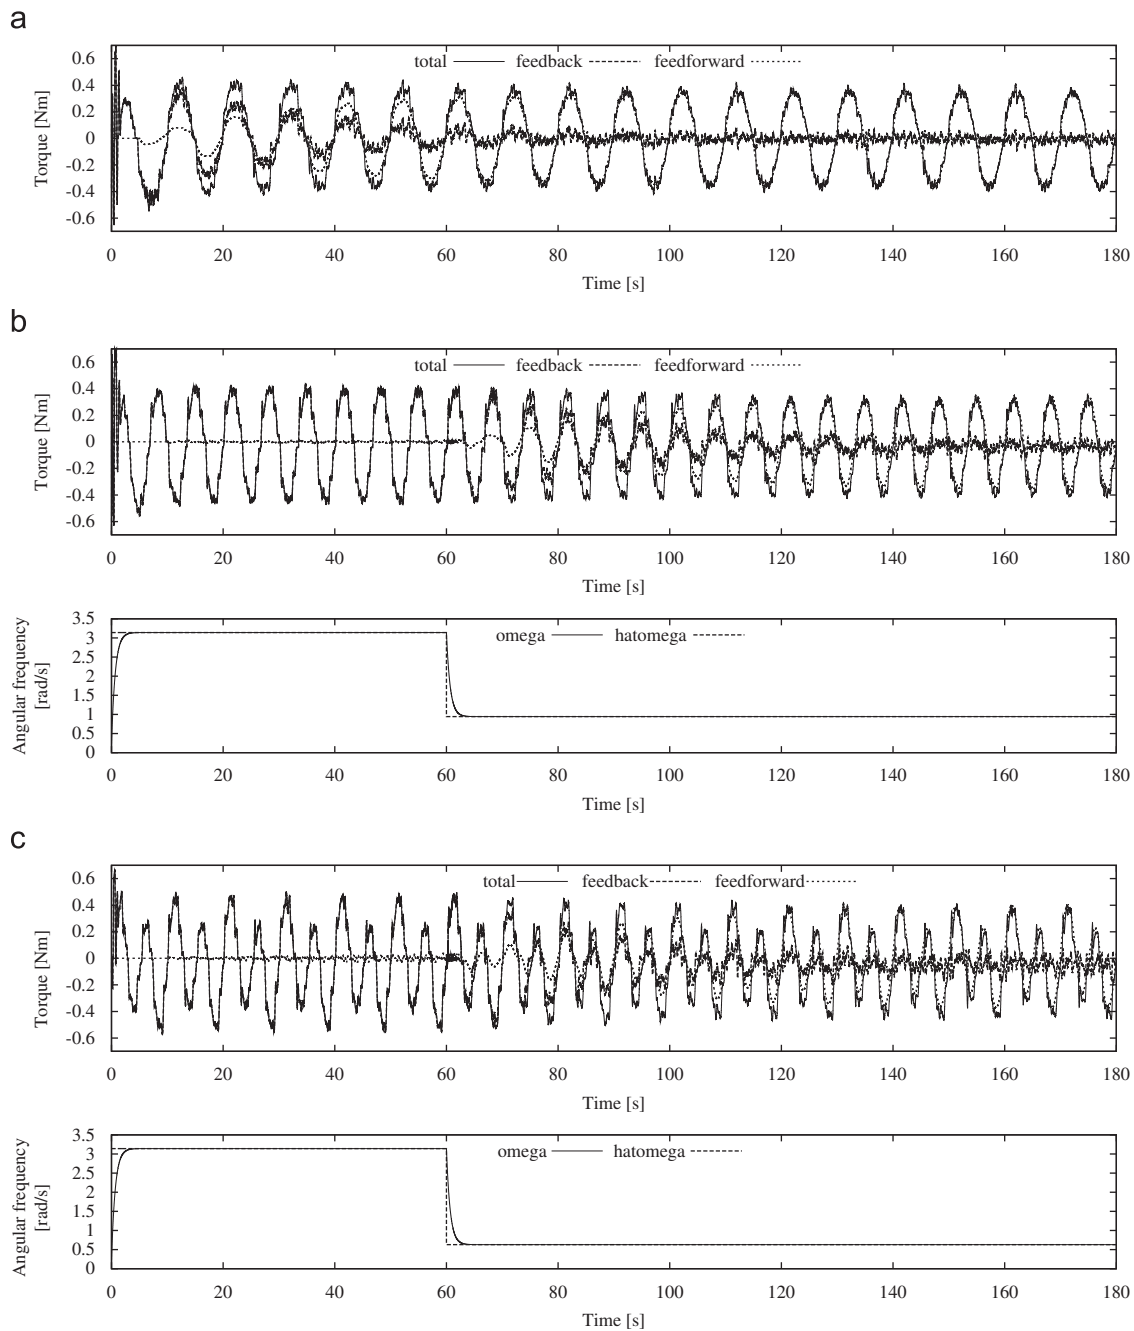 a
total feedback feedforward
Torque [Nm]
0.6
0.4
0.2
0
-0.2
-0.4
-0.6
0 20 40 60 80 100 120 140 160 180
Time [s]
b
total feedback feedforward
Torque [Nm]
0.6
0.4
0.2
0
-0.2
-0.4
-0.6
0 20 40 60 80 100 120 140 160 180
Time [s]
omega hatomega
Angular frequency
[rad/s]
3.5
3
2.5
2
1.5
1
0.5
0
0 20 40 60 80 100 120 140 160 180
Time [s]
c
total feedback feedforward
Torque [Nm]
0.6
0.4
0.2
0
-0.2
-0.4
-0.6
0 20 40 60 80 100 120 140 160 180
Time [s]
omega hatomega
Angular frequency
[rad/s]
3.5
3
2.5
2
1.5
1
0.5
0
0 20 40 60 80 100 120 140 160 180
Time [s]